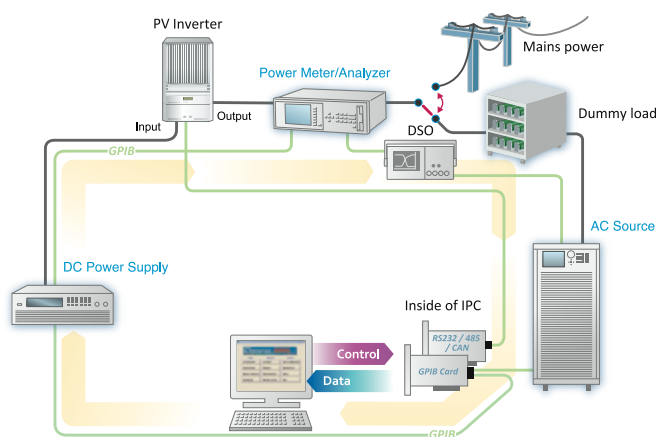 PV Inverter
Mains power
Power Meter/Analyzer
Input
Output
DSO
Dummy load
GPIB
AC Source
DC Power Supply
Inside of IPC
RS232 / 485
/ CAN
Control
GPIB Card
Data
GPIB